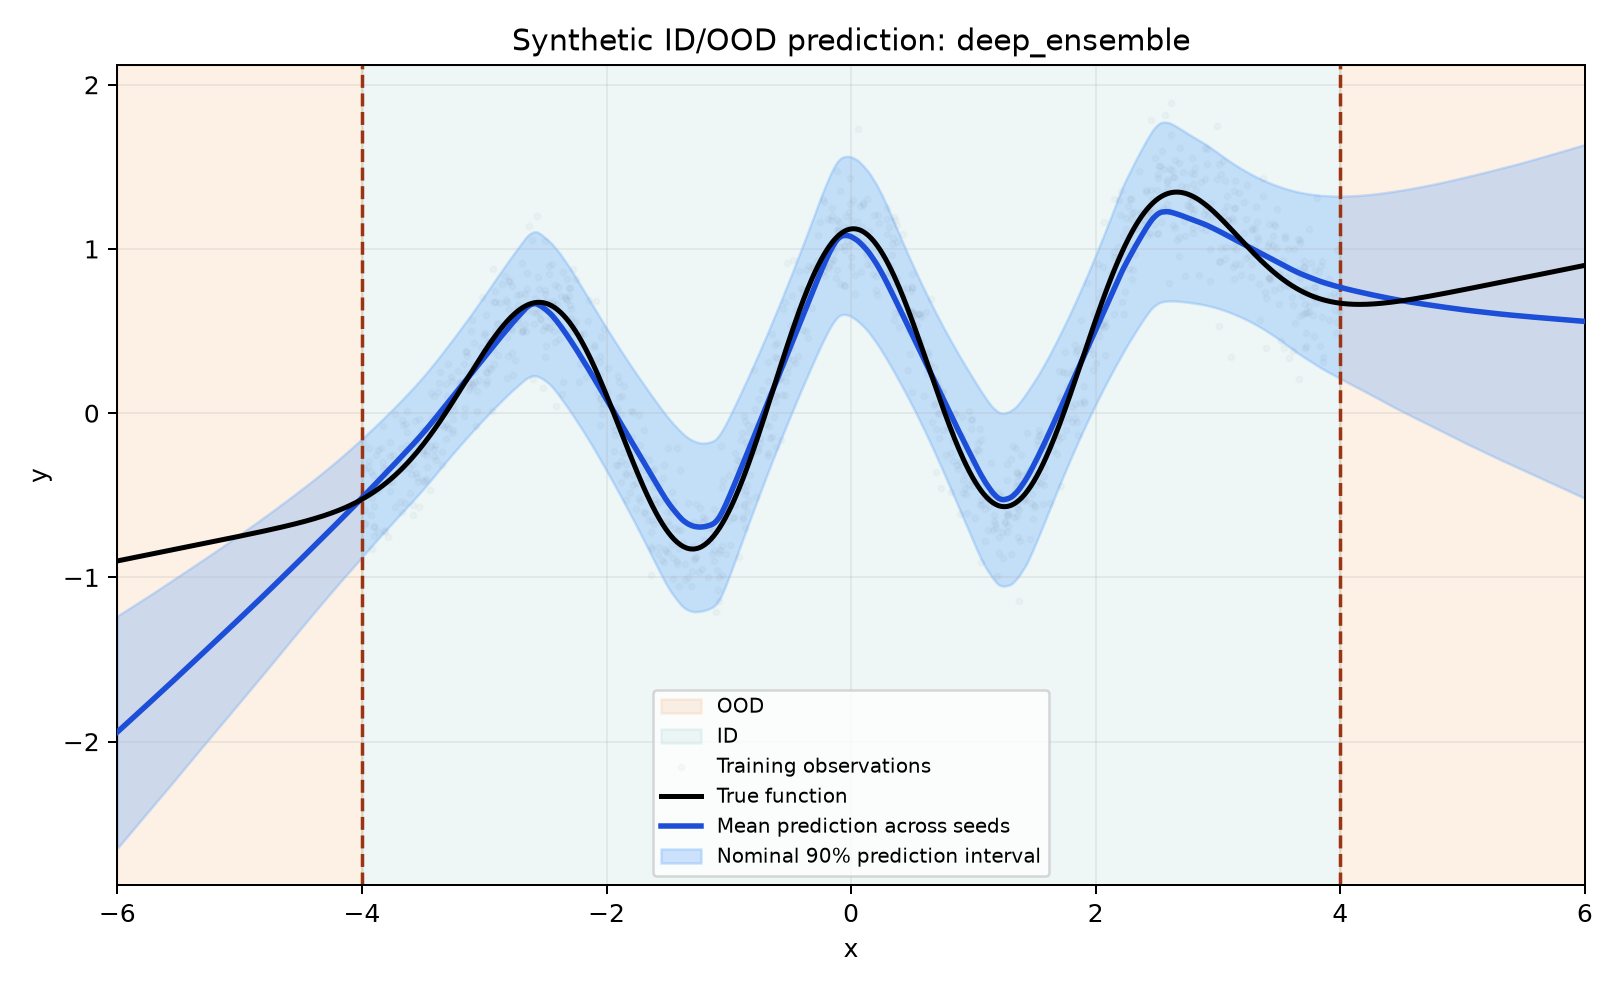 Synthetic ID/OOD prediction: deep_ensemble
2
1
0
−1
−2
y
OOD
ID
Training observations
True function
Mean prediction across seeds
Nominal 90% prediction interval
−6
−4
−2
0
2
4
6
x